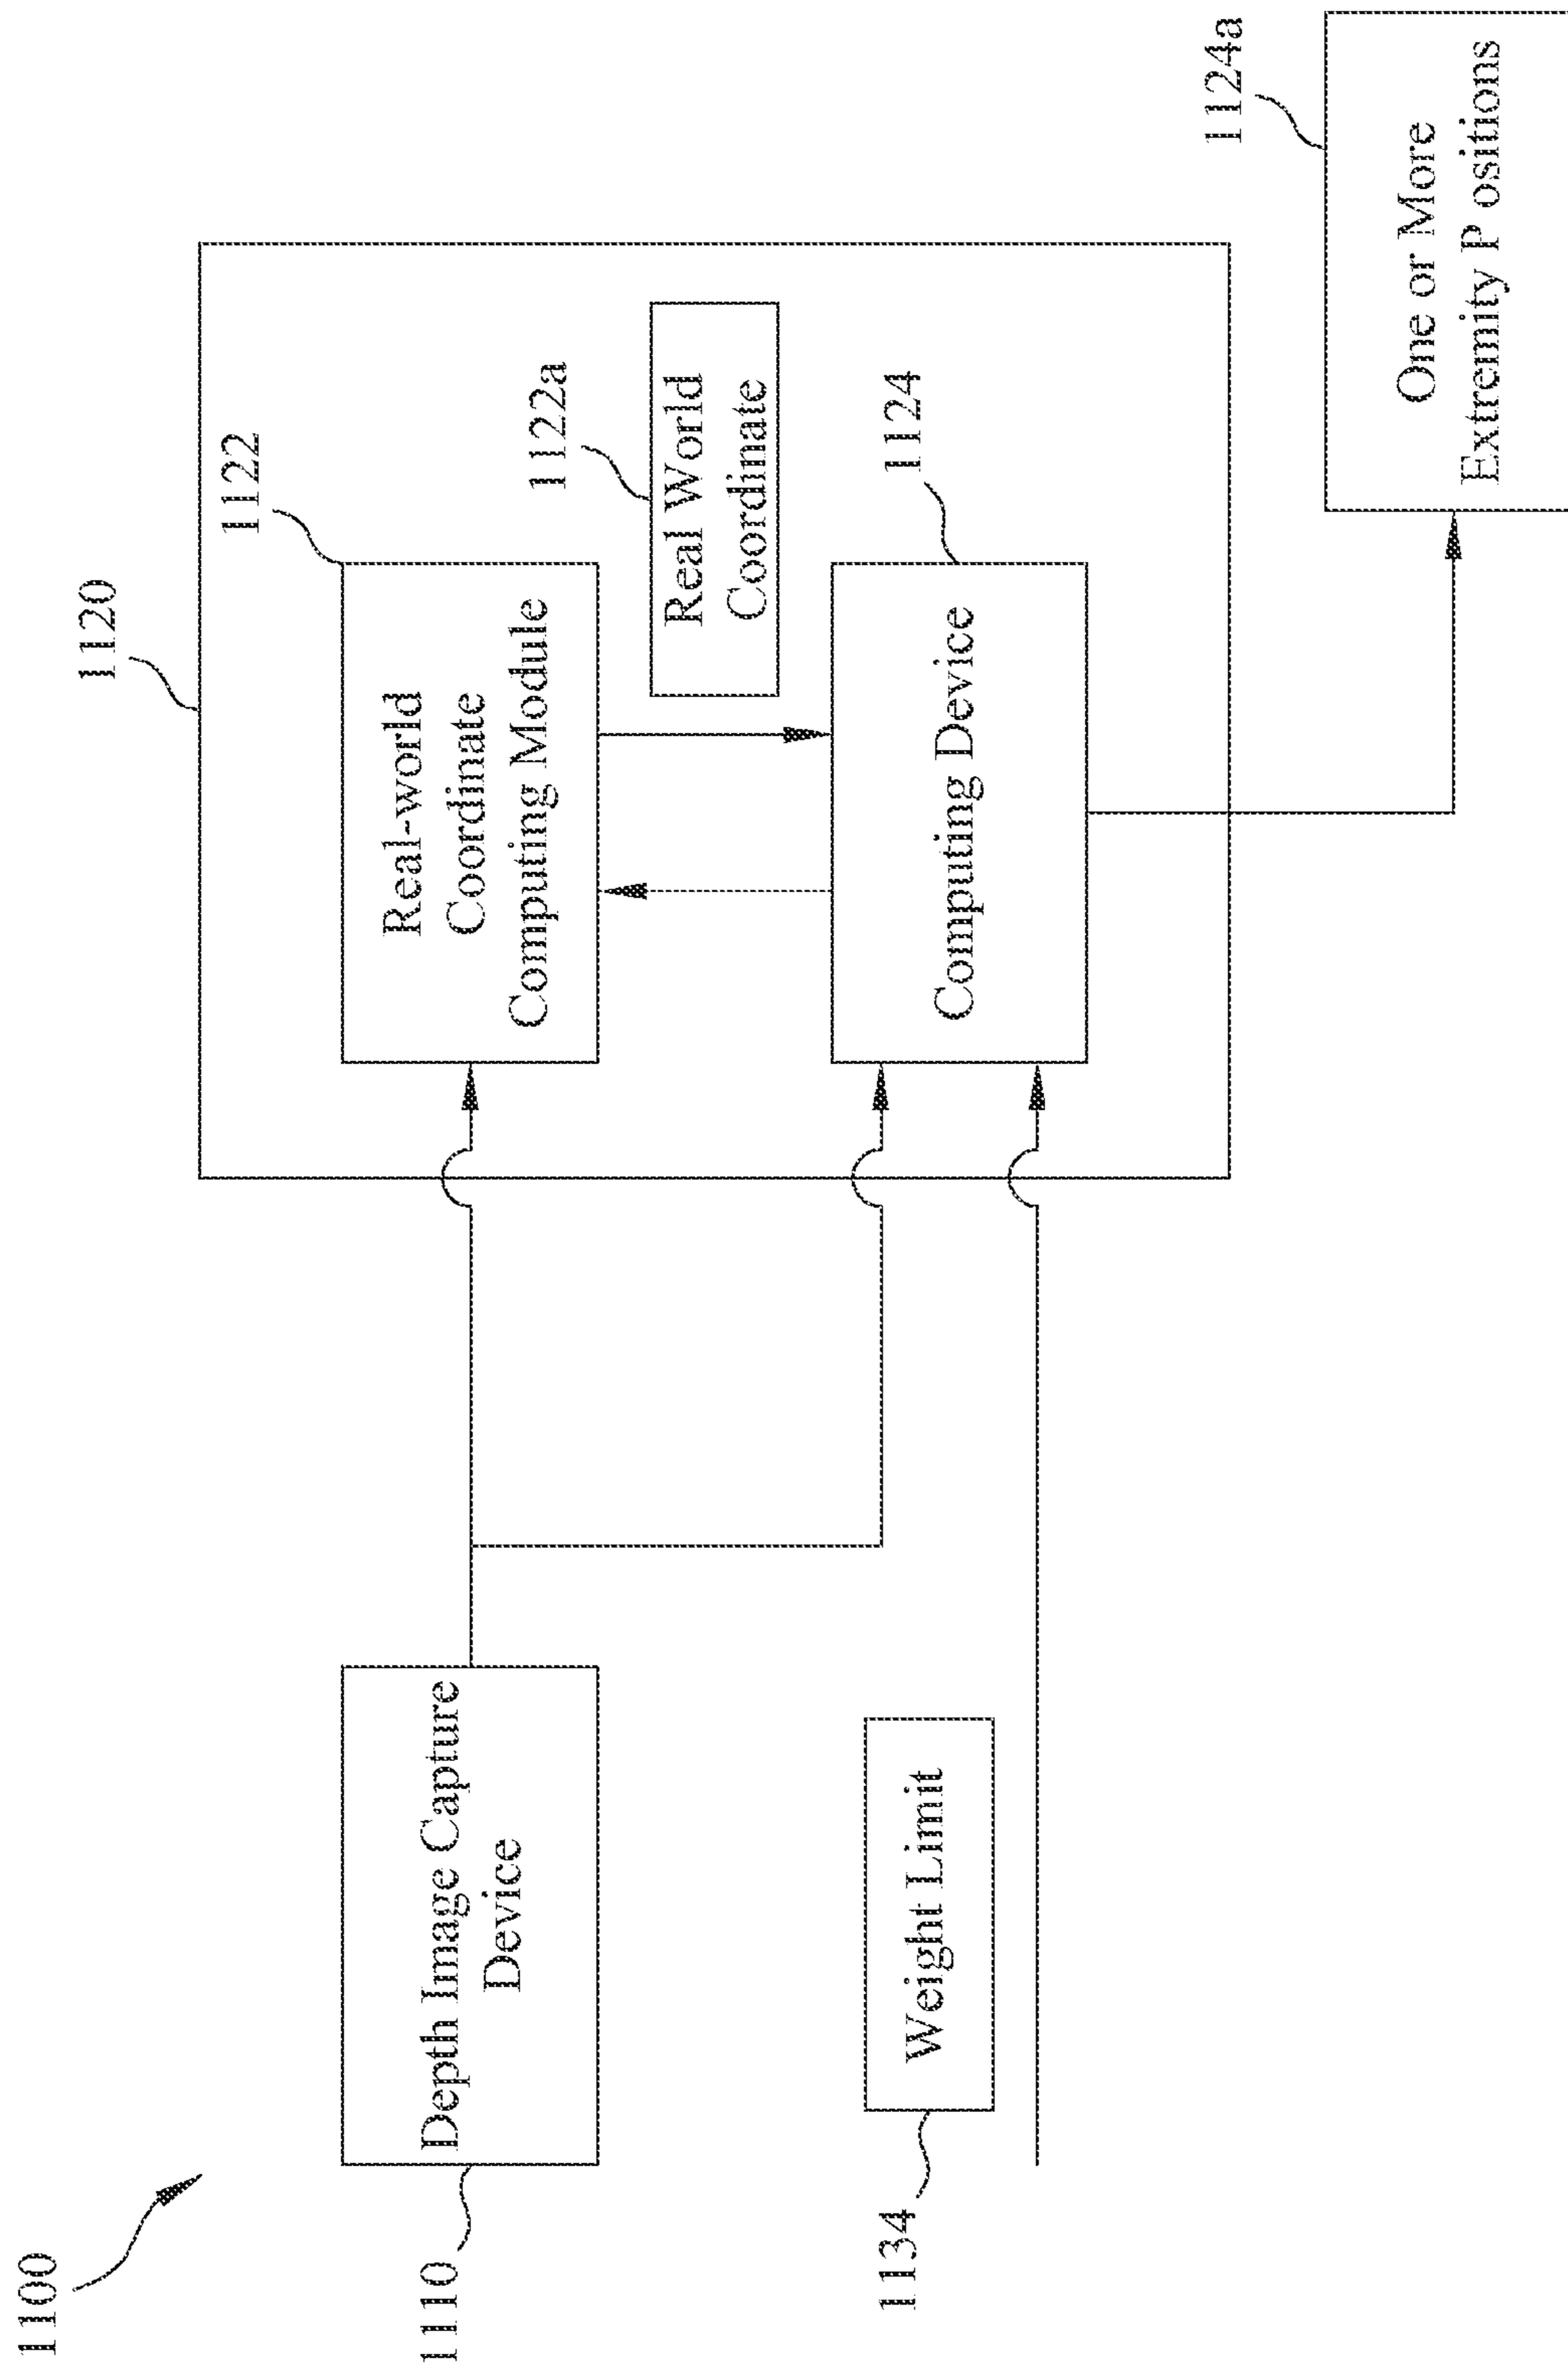 1100
1110
Depth Image Capture
Device
1134
Weight Limit
1120
1122
Real-world
Coordinate
Computing Module
1122a
Real World
Coordinate
1124
Computing Device
1124a
One or More
Extremity P ositions